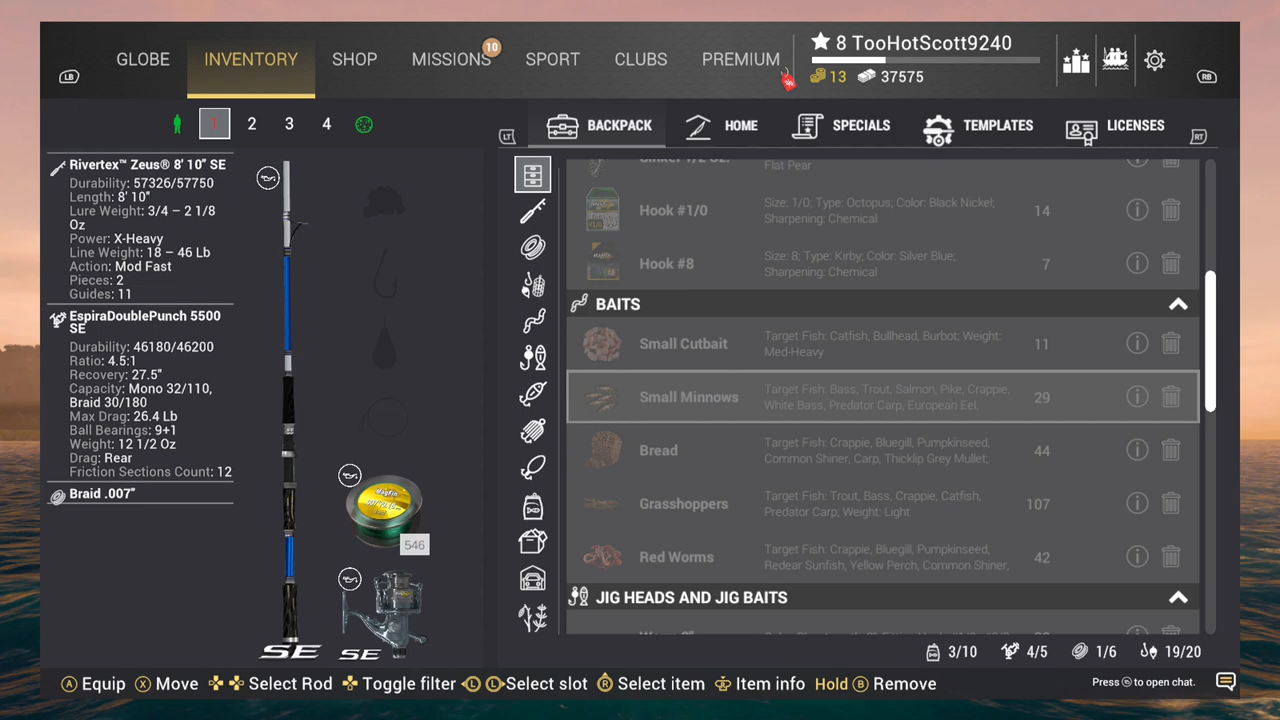 GLOBE
INVENTORY
SHOP
MISSIONS
10
SPORT
CLUBS
PREMIUM
8 TooHotScott9240
13
37575
LB
RB
1
2
3
4
LT
BACKPACK
HOME
SPECIALS
TEMPLATES
LICENSES
RT
Rivertex™ Zeus® 8' 10" SE
Durability: 57326/57750
Length: 8' 10"
Lure Weight: 3/4 – 2 1/8
Oz
Power: X-Heavy
Line Weight: 18 – 46 Lb
Action: Mod Fast
Pieces: 2
Guides: 11
EspiraDoublePunch 5500
SE
Durability: 46180/46200
Ratio: 4.5:1
Recovery: 27.5"
Capacity: Mono 32/110,
Braid 30/180
Max Drag: 26.4 Lb
Ball Bearings: 9+1
Weight: 12 1/2 Oz
Drag: Rear
Friction Sections Count: 12
Braid .007"
MagFin
546
SE
SE
Sinker 1/2 Oz.
Flat Pear
Hook #1/0
Size: 1/0; Type: Octopus; Color: Black Nickel;
Sharpening: Chemical
14
Hook #8
Size: 8; Type: Kirby; Color: Silver Blue;
Sharpening: Chemical
7
BAITS
Small Cutbait
Target Fish: Catfish, Bullhead, Burbot; Weight:
Med-Heavy
11
Small Minnows
Target Fish: Bass, Trout, Salmon, Pike, Crappie,
White Bass, Predator Carp, European Eel,
29
Bread
Target Fish: Crappie, Bluegill, Pumpkinseed,
Common Shiner, Carp, Thicklip Grey Mullet;
44
Grasshoppers
Target Fish: Trout, Bass, Crappie, Catfish,
Predator Carp; Weight: Light
107
Red Worms
Target Fish: Crappie, Bluegill, Pumpkinseed,
Redear Sunfish, Yellow Perch, Common Shiner,
42
JIG HEADS AND JIG BAITS
3/10
4/5
1/6
19/20
A Equip
X Move
Select Rod
Toggle filter
L L Select slot
R Select item
Item info
Hold B Remove
Press to open chat.